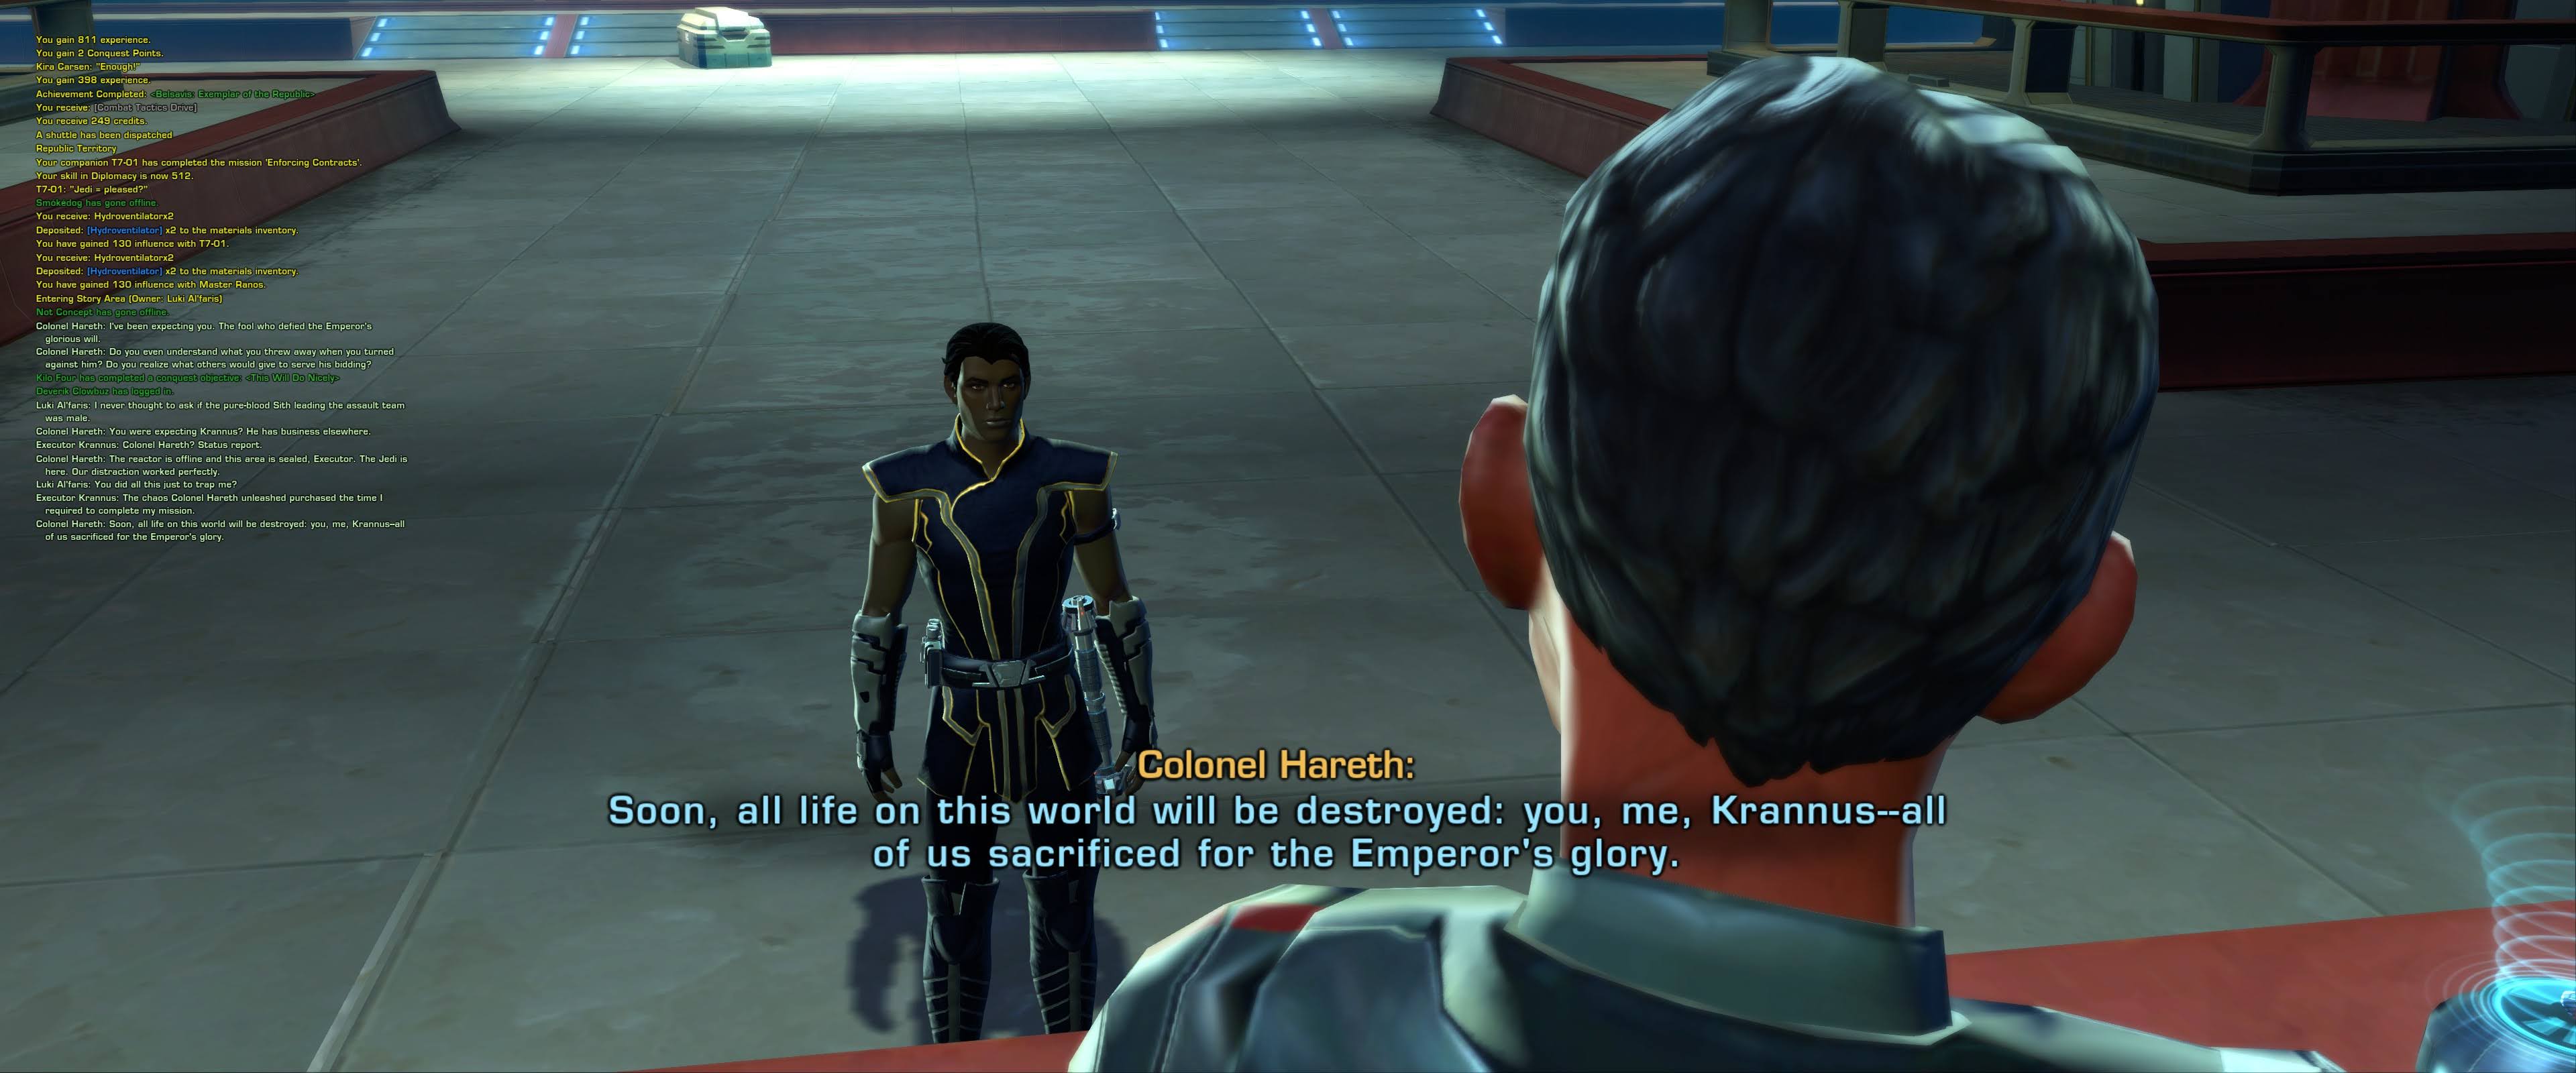 You gain 811 experience.
You gain 2 Conquest Points.
Kira Carsen: "Enough!"
You gain 398 experience.
Achievement Completed: <Belsavis: Exemplar of the Republic>
You receive: [Combat Tactics Drive]
You receive 249 credits.
A shuttle has been dispatched
Republic Territory
Your companion T7-01 has completed the mission 'Enforcing Contracts'.
Your skill in Diplomacy is now 512.
T7-01: "Jedi = pleased?"
Smokëdog has gone offline.
You receive: Hydroventilatorx2
Deposited: [Hydroventilator] x2 to the materials inventory.
You have gained 130 influence with T7-01.
You receive: Hydroventilatorx2
Deposited: [Hydroventilator] x2 to the materials inventory.
You have gained 130 influence with Master Ranos.
Entering Story Area (Owner: Luki Al'faris)
Not Concept has gone offline.
Colonel Hareth: I've been expecting you. The fool who defied the Emperor's
glorious will.
Colonel Hareth: Do you even understand what you threw away when you turned
against him? Do you realize what others would give to serve his bidding?
Kilo Four has completed a conquest objective: <This Will Do Nicely>
Deverik Clowbuz has logged in.
Luki Al'faris: I never thought to ask if the pure-blood Sith leading the assault team
was male.
Colonel Hareth: You were expecting Krannus? He has business elsewhere.
Executor Krannus: Colonel Hareth? Status report.
Colonel Hareth: The reactor is offline and this area is sealed, Executor. The Jedi is
here. Our distraction worked perfectly.
Luki Al'faris: You did all this just to trap me?
Executor Krannus: The chaos Colonel Hareth unleashed purchased the time I
required to complete my mission.
Colonel Hareth: Soon, all life on this world will be destroyed: you, me, Krannus--all
of us sacrificed for the Emperor's glory.
Colonel Hareth:
Soon, all life on this world will be destroyed: you, me, Krannus--all
of us sacrificed for the Emperor's glory.